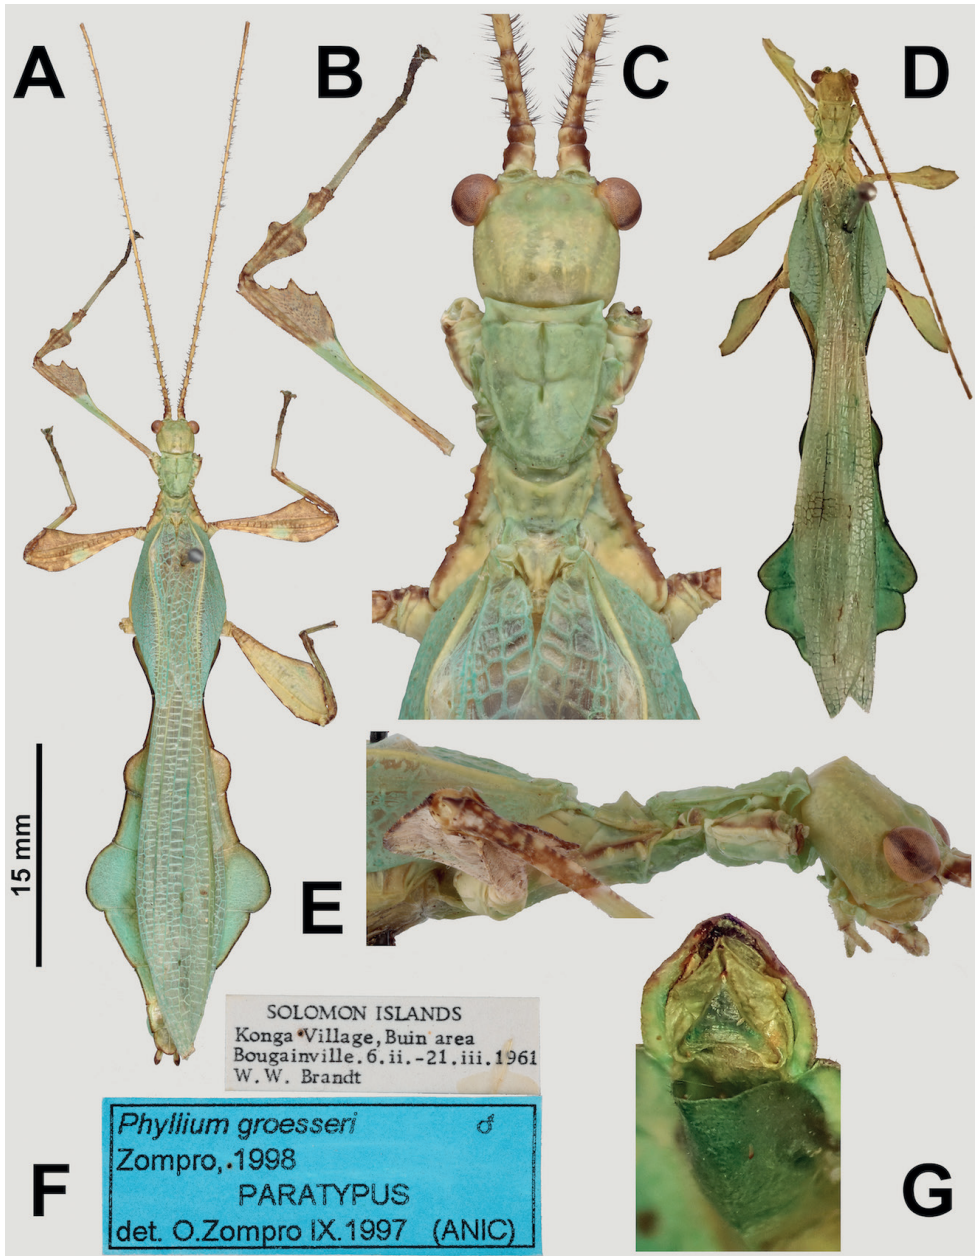 A
B
C
D
15 mm
E
SOLOMON ISLANDS
Konga Village, Buin area
Bougainville. 6. ii. -21. iii. 1961
W. W. Brandt
Phyllium groesseri ♂
Zompro, 1998
PARATYPUS
det. O.Zompro IX.1997 (ANIC)
F
G